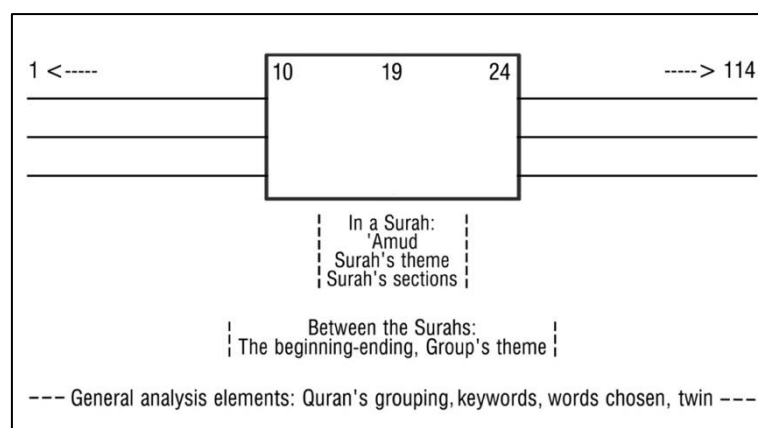 1 <----- 10 19 24 -----> 114
In a Surah:
'Amud
Surah's theme
Surah's sections
Between the Surahs:
The beginning-ending, Group's theme
--- General analysis elements: Quran's grouping, keywords, words chosen, twin ---